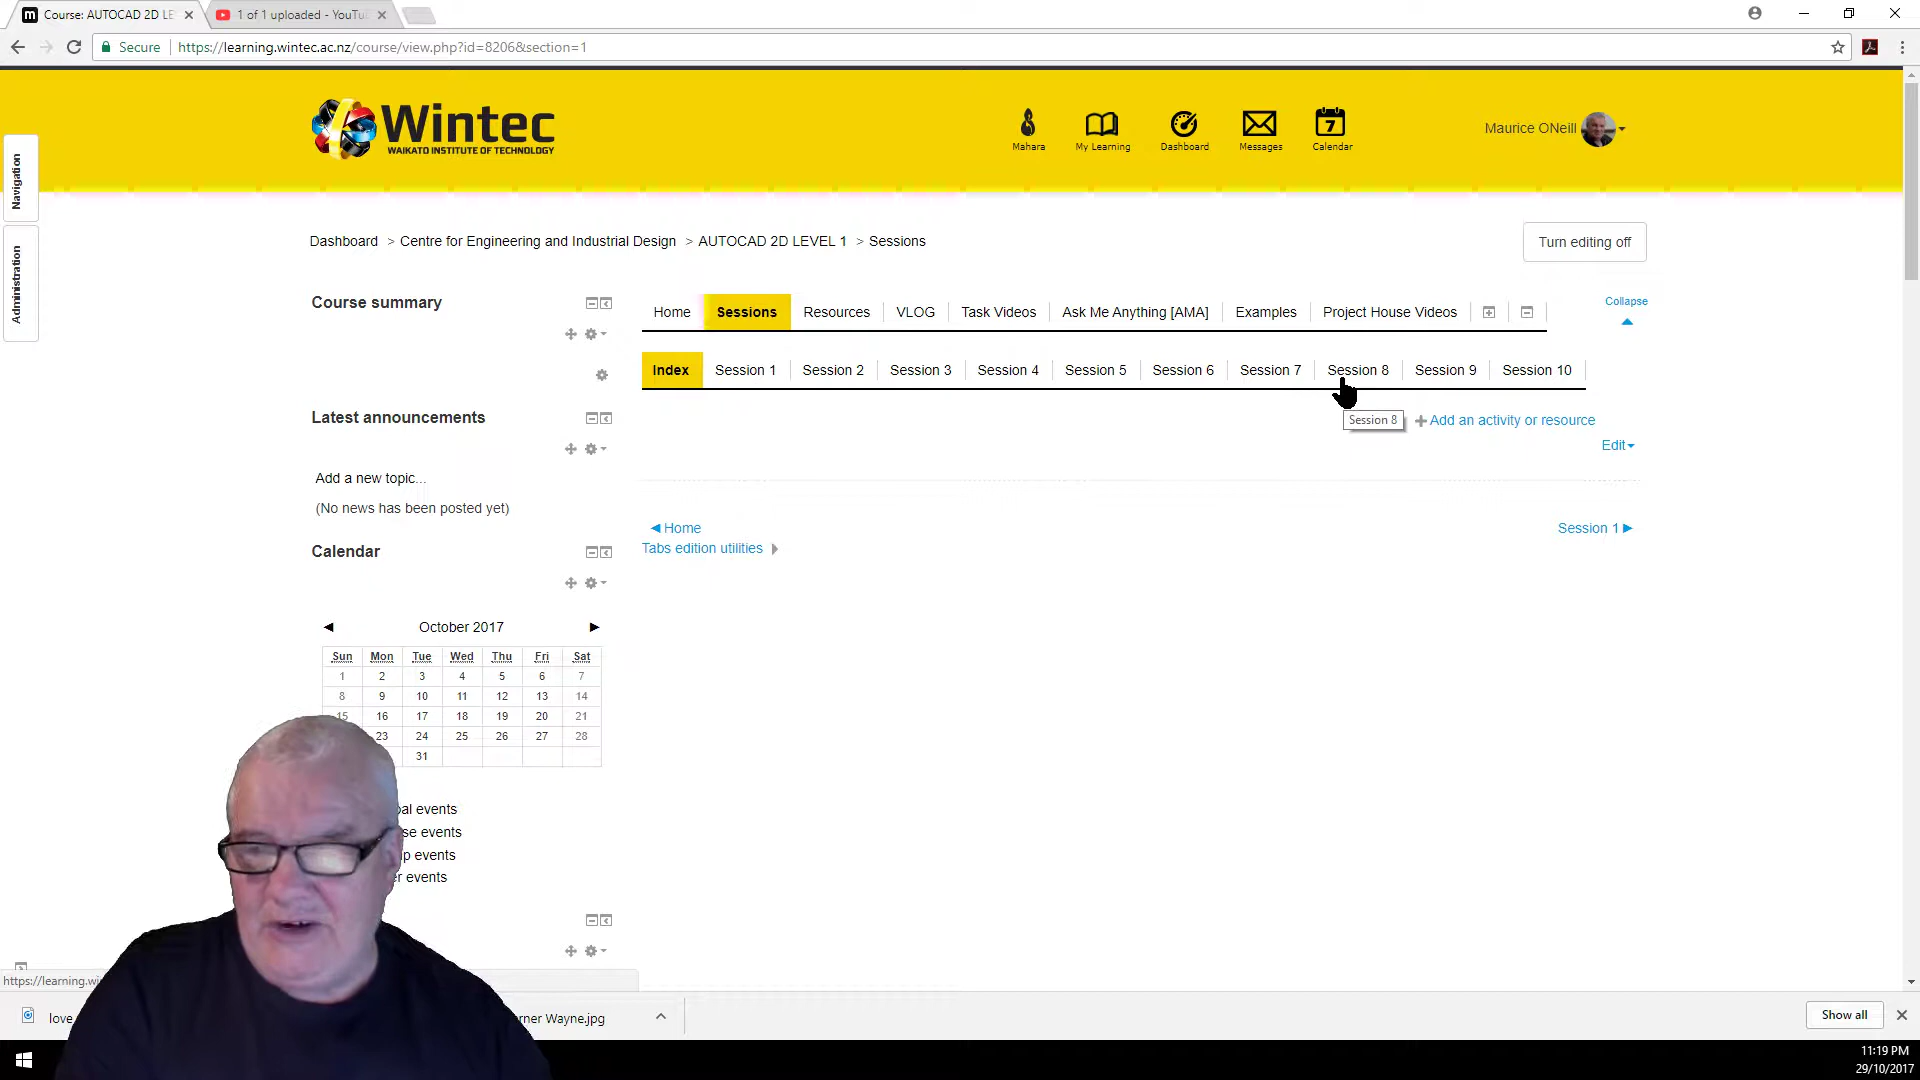 Course: AUTOCAD 2D LE
1 of 1 uploaded - YouTu
Secure
https://learning.wintec.ac.nz/course/view.php?id=8206&section=1
Navigation
Administration
Wintec
WAIKATO INSTITUTE OF TECHNOLOGY
Mahara
My Learning
Dashboard
Messages
7
Calendar
Maurice ONeill
Dashboard > Centre for Engineering and Industrial Design > AUTOCAD 2D LEVEL 1 > Sessions
Turn editing off
Course summary
Home Sessions Resources VLOG Task Videos Ask Me Anything [AMA] Examples Project House Videos
Collapse
Index Session 1 Session 2 Session 3 Session 4 Session 5 Session 6 Session 7 Session 8 Session 9 Session 10
Session 8
Add an activity or resource
Edit
Latest announcements
Add a new topic...
(No news has been posted yet)
Home
Session 1
Tabs edition utilities
Calendar
October 2017
Sun Mon Tue Wed Thu Fri Sat
1 2 3 4 5 6 7
8 9 10 11 12 13 14
15 16 17 18 19 20 21
23 24 25 26 27 28
31
events
events
events
events
https://learning.wi
love
rner Wayne.jpg
Show all
11:19 PM
29/10/2017